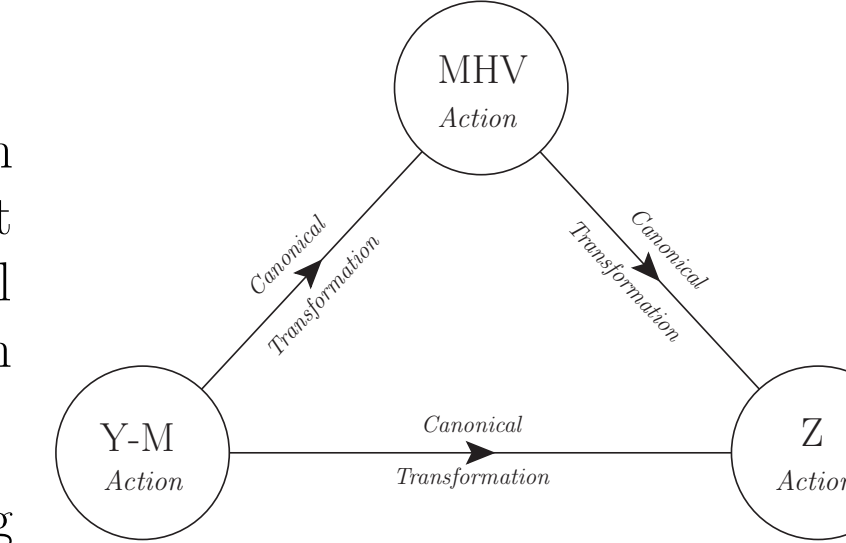 MHV
Action
n
t
l
n
Canonical
Transformation
Canonical
Transformation
Y-M
Action
Canonical
Transformation
Z
Action
g